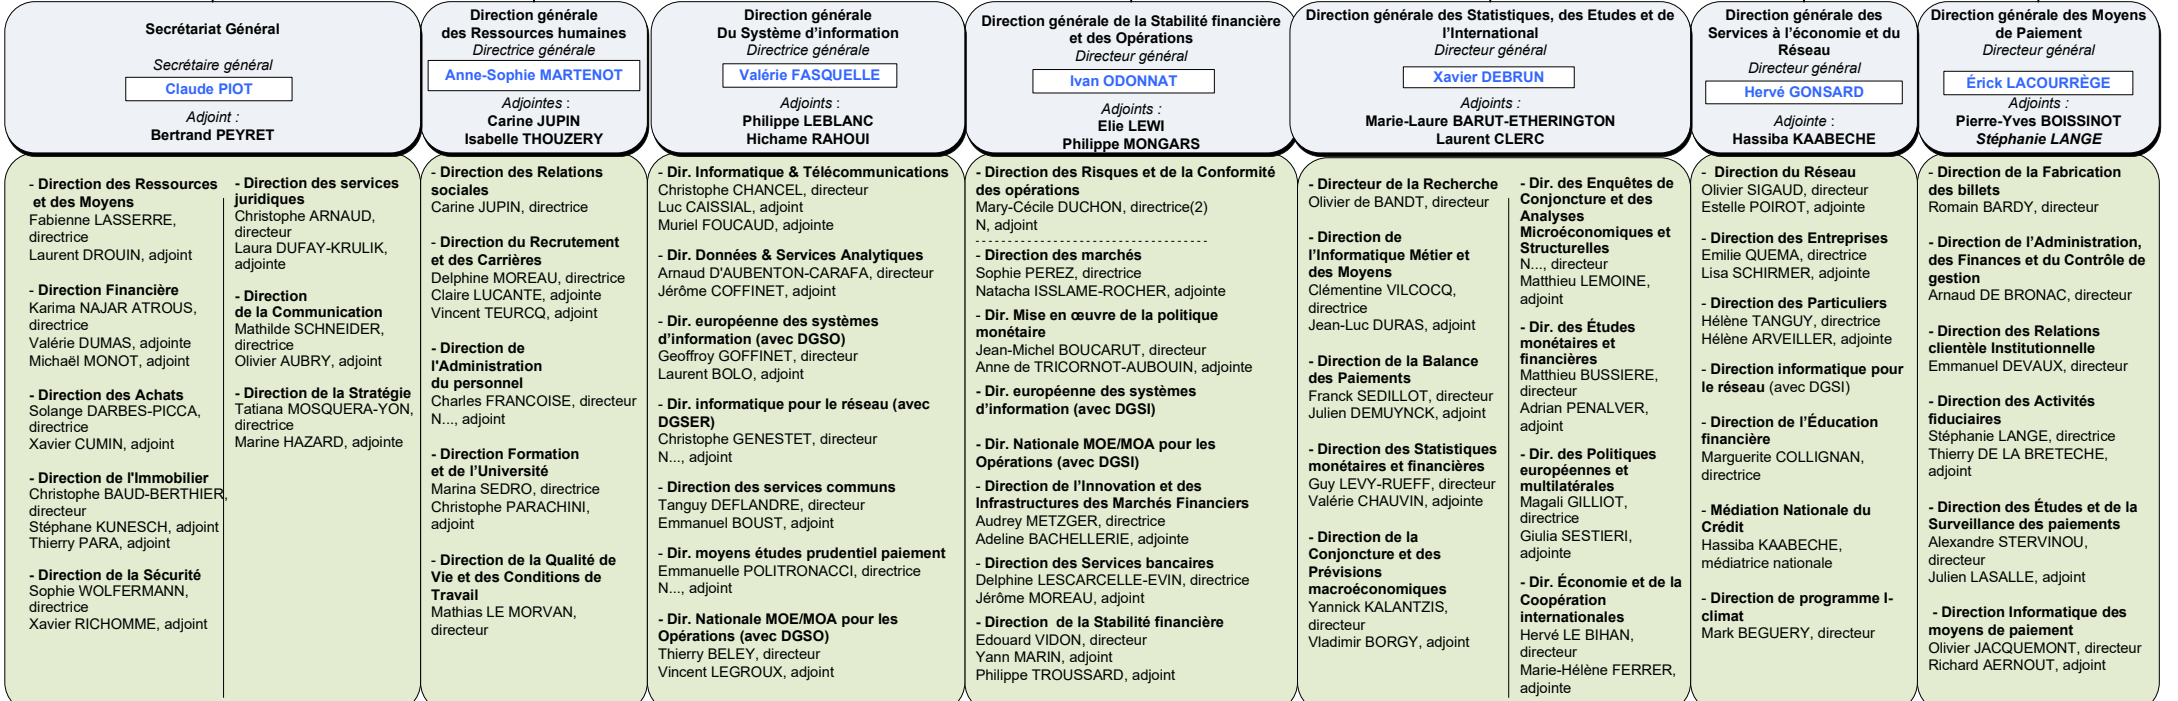 Secrétariat Général
Secrétaire général
Claude PIOT
Adjoint :
Bertrand PEYRET
- Direction des Ressources
et des Moyens
Fabienne LASSERRE,
directrice
Laurent DROUIN, adjoint
- Direction Financière
Karima NAJAR ATROUS,
directrice
Valérie DUMAS, adjointe
Michaël MONOT, adjoint
- Direction des Achats
Solange DARBES-PICCA,
directrice
Xavier CUMIN, adjoint
- Direction de l'Immobilier
Christophe BAUD-BERTHIER,
directeur
Stéphane KUNESCH, adjoint
Thierry PARA, adjoint
- Direction de la Sécurité
Sophie WOLFERMANN,
directrice
Xavier RICHOMME, adjoint
- Direction des services
juridiques
Christophe ARNAUD,
directeur
Laura DUFAY-KRULIK,
adjointe
- Direction
de la Communication
Mathilde SCHNEIDER,
directrice
Olivier AUBRY, adjoint
- Direction de la Stratégie
Tatiana MOSQUERA-YON,
directrice
Marine HAZARD, adjointe
Direction générale
des Ressources humaines
Directrice générale
Anne-Sophie MARTENOT
Adjointes :
Carine JUPIN
Isabelle THOUZERY
- Direction des Relations
sociales
Carine JUPIN, directrice
- Direction du Recrutement
et des Carrières
Delphine MOREAU, directrice
Claire LUCANTE, adjointe
Vincent TEURCQ, adjoint
- Direction de
l'Administration
du personnel
Charles FRANCOISE, directeur
N..., adjoint
- Direction Formation
et de l'Université
Marina SEDRO, directrice
Christophe PARACHINI,
adjoint
- Direction de la Qualité de
Vie et des Conditions de
Travail
Mathias LE MORVAN,
directeur
Direction générale
Du Système d'information
Directrice générale
Valérie FASQUELLE
Adjoints :
Philippe LEBLANC
Hichame RAHOUI
- Dir. Informatique & Télécommunications
Christophe CHANCEL, directeur
Luc CAISSIAL, adjoint
Muriel FOUCAUD, adjointe
- Dir. Données & Services Analytiques
Arnaud D'AUBENTON-CARAFA, directeur
Jérôme COFFINET, adjoint
- Dir. européenne des systèmes
d'information (avec DGSO)
Geoffroy GOFFINET, directeur
Laurent BOLO, adjoint
- Dir. informatique pour le réseau (avec
DGSER)
Christophe GENESTET, directeur
N..., adjoint
- Direction des services communs
Tanguy DEFLANDRE, directeur
Emmanuel BOUST, adjoint
- Dir. moyens études prudentiel paiement
Emmanuelle POLITRONACCI, directrice
N..., adjoint
- Dir. Nationale MOE/MOA pour les
Opérations (avec DGSO)
Thierry BELEY, directeur
Vincent LEGROUX, adjoint
Direction générale de la Stabilité financière
et des Opérations
Directeur général
Ivan ODONNAT
Adjoints :
Elie LEWI
Philippe MONGARS
- Direction des Risques et de la Conformité
des opérations
Mary-Cécile DUCHON, directrice(2)
N, adjoint
- Direction des marchés
Sophie PEREZ, directrice
Natacha ISSLAME-ROCHER, adjointe
- Dir. Mise en œuvre de la politique
monétaire
Jean-Michel BOUCARUT, directeur
Anne de TRICORNOT-AUBOUIN, adjointe
- Dir. européenne des systèmes
d'information (avec DGSI)
- Dir. Nationale MOE/MOA pour les
Opérations (avec DGSI)
- Direction de l'Innovation et des
Infrastructures des Marchés Financiers
Audrey METZGER, directrice
Adeline BACHELLERIE, adjointe
- Direction des Services bancaires
Delphine LESCARCELLE-EVIN, directrice
Jérôme MOREAU, adjoint
- Direction de la Stabilité financière
Edouard VIDON, directeur
Yann MARIN, adjoint
Philippe TROUSSARD, adjoint
Direction générale des Statistiques, des Etudes et de
l'International
Directeur général
Xavier DEBRUN
Adjoints :
Marie-Laure BARUT-ETHERINGTON
Laurent CLERC
- Directeur de la Recherche
Olivier de BANDT, directeur
- Direction de
l'Informatique Métier et
des Moyens
Clémentine VILCOCQ,
directrice
Jean-Luc DURAS, adjoint
- Direction de la Balance
des Paiements
Franck SEDILLOT, directeur
Julien DEMUYNCK, adjoint
- Direction des Statistiques
monétaires et financières
Guy LEVY-RUEFF, directeur
Valérie CHAUVIN, adjointe
- Direction de la
Conjoncture et des
Prévisions
macroéconomiques
Yannick KALANTZIS,
directeur
Vladimir BORGY, adjoint
- Dir. des Enquêtes de
Conjoncture et des
Analyses
Microéconomiques et
Structurelles
N..., directeur
Matthieu LEMOINE,
adjoint
- Dir. des Études
monétaires et
financières
Matthieu BUSSIERE,
directeur
Adrian PENALVER,
adjoint
- Dir. des Politiques
européennes et
multilatérales
Magali GILLIOT,
directrice
Giulia SESTIERI,
adjointe
- Dir. Économie et de la
Coopération
internationales
Hervé LE BIHAN,
directeur
Marie-Hélène FERRER,
adjointe
Direction générale des
Services à l'économie et du
Réseau
Directeur général
Hervé GONSARD
Adjointe :
Hassiba KAABECHE
- Direction du Réseau
Olivier SIGAUD, directeur
Estelle POIROT, adjointe
- Direction des Entreprises
Emilie QUEMA, directrice
Lisa SCHIRMER, adjointe
- Direction des Particuliers
Hélène TANGUY, directrice
Hélène ARVEILLER, adjointe
- Direction informatique pour
le réseau (avec DGSI)
- Direction de l'Éducation
financière
Marguerite COLLIGNAN,
directrice
- Médiation Nationale du
Crédit
Hassiba KAABECHE,
médiatrice nationale
- Direction de programme I-
climat
Mark BEGUERY, directeur
Direction générale des Moyens
de Paiement
Directeur général
Érick LACOURRÈGE
Adjoints :
Pierre-Yves BOISSINOT
Stéphanie LANGE
- Direction de la Fabrication
des billets
Romain BARDY, directeur
- Direction de l'Administration,
des Finances et du Contrôle de
gestion
Arnaud DE BRONAC, directeur
- Direction des Relations
clientèle Institutionnelle
Emmanuel DEVAUX, directeur
- Direction des Activités
fiduciaires
Stéphanie LANGE, directrice
Thierry DE LA BRETECHE,
adjoint
- Direction des Études et de la
Surveillance des paiements
Alexandre STERVINOU,
directeur
Julien LASALLE, adjoint
- Direction Informatique des
moyens de paiement
Olivier JACQUEMONT, directeur
Richard AERNOUT, adjoint